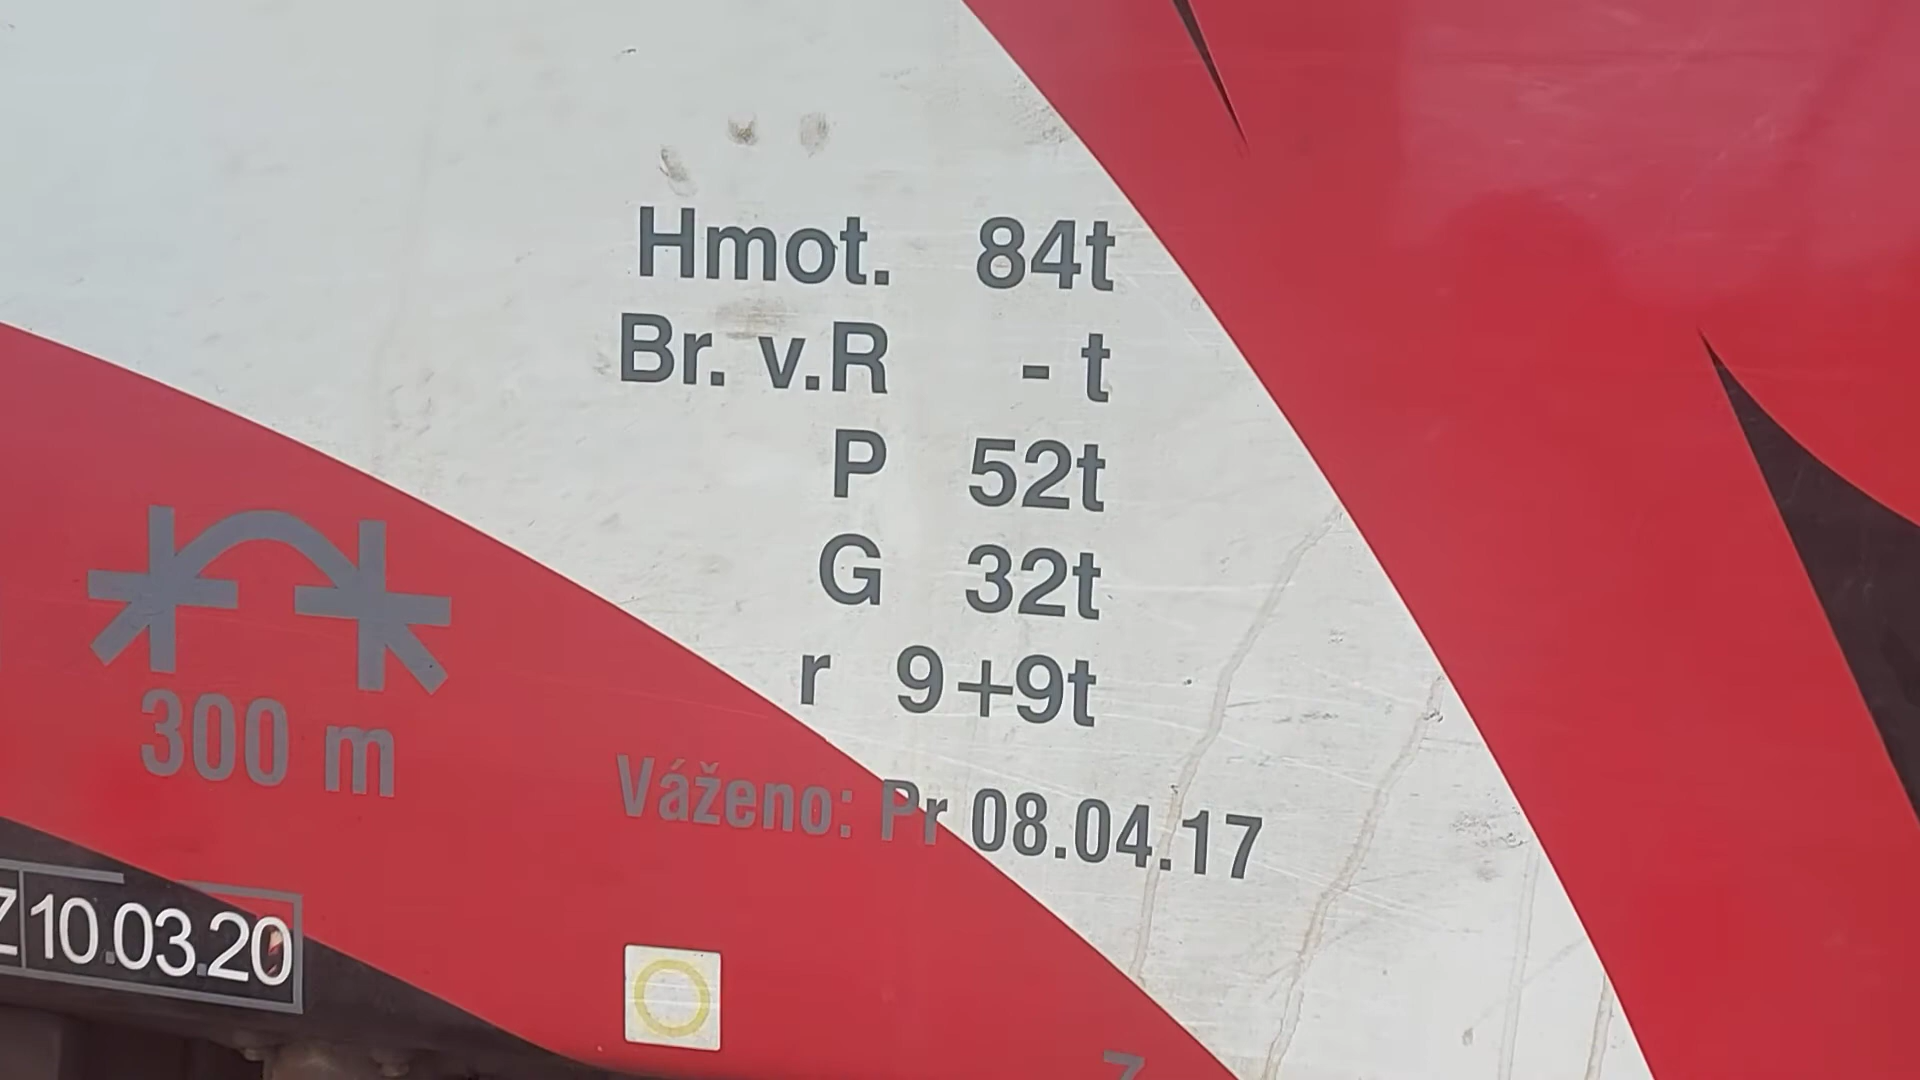 Hmot. 84t
Br. v.R - t
P 52t
G 32t
r 9+9t
300 m
Váženo: Pr 08.04.17
Z 10.03.20